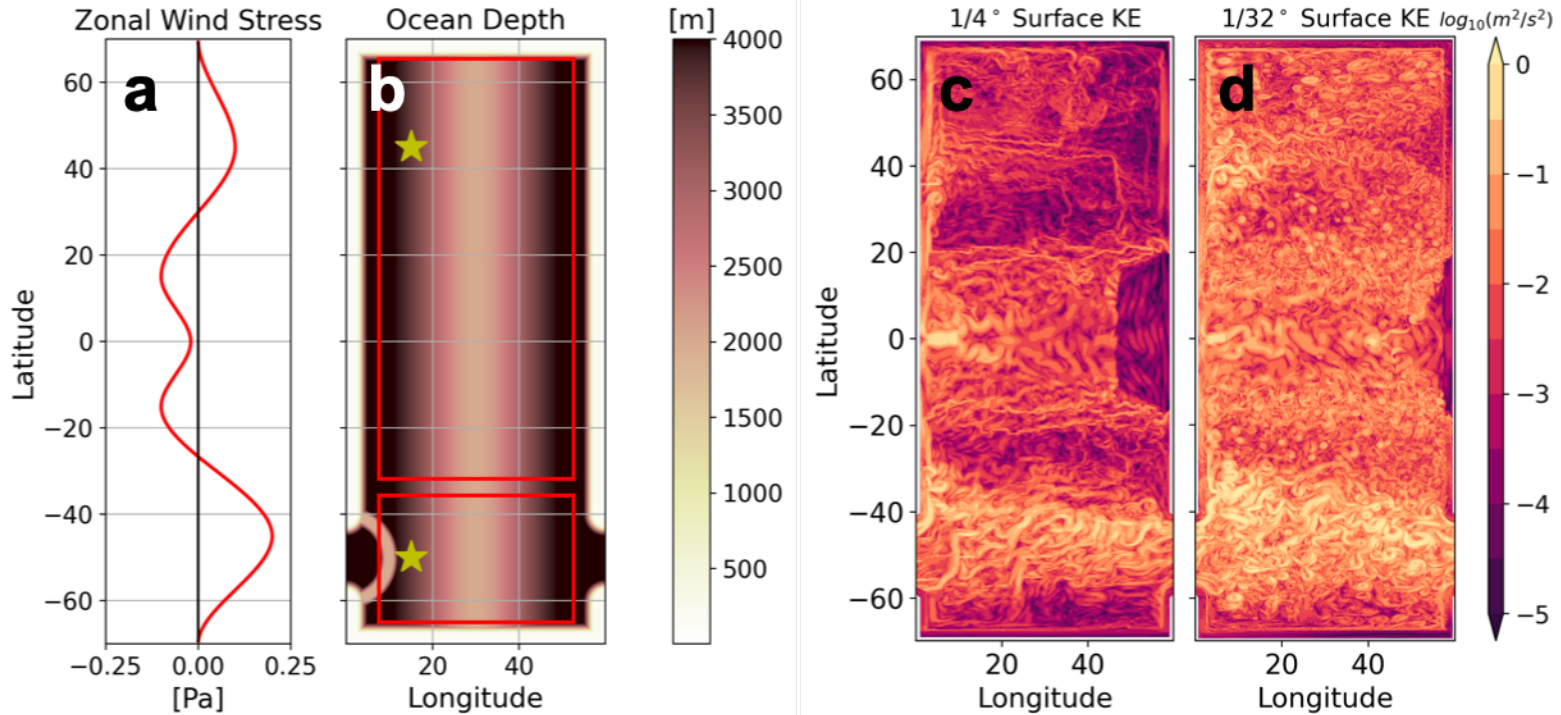 Zonal Wind Stress
a
Latitude
60
40
20
0
−20
−40
−60
−0.25 0.00 0.25
[Pa]
Ocean Depth
b
20 40
Longitude
[m]
4000
3500
3000
2500
2000
1500
1000
500
1/4° Surface KE
c
Latitude
60
40
20
0
−20
−40
−60
20 40
Longitude
1/32° Surface KE
d
20 40
Longitude
log₁₀(m²/s²)
0
−1
−2
−3
−4
−5